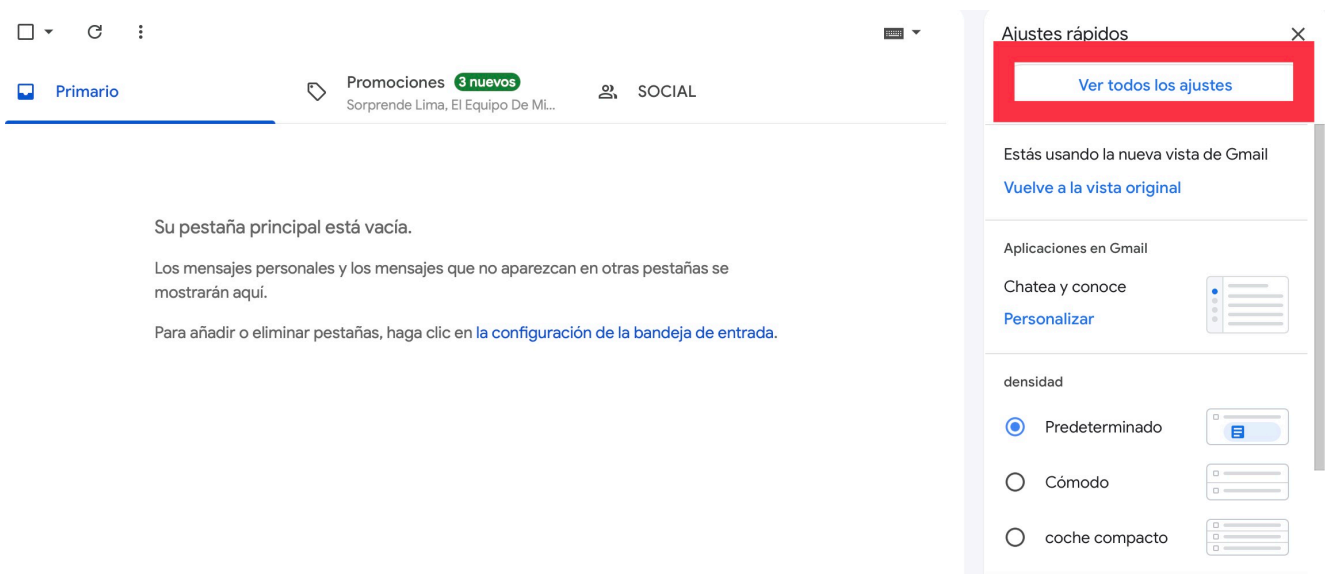 Ajustes rápidos
Ver todos los ajustes
Primario
Promociones 3 nuevos
Sorprende Lima, El Equipo De Mi...
SOCIAL
Estás usando la nueva vista de Gmail
Vuelve a la vista original
Su pestaña principal está vacía.
Los mensajes personales y los mensajes que no aparezcan en otras pestañas se
mostrarán aquí.
Para añadir o eliminar pestañas, haga clic en la configuración de la bandeja de entrada.
Aplicaciones en Gmail
Chatea y conoce
Personalizar
densidad
Predeterminado
Cómodo
coche compacto